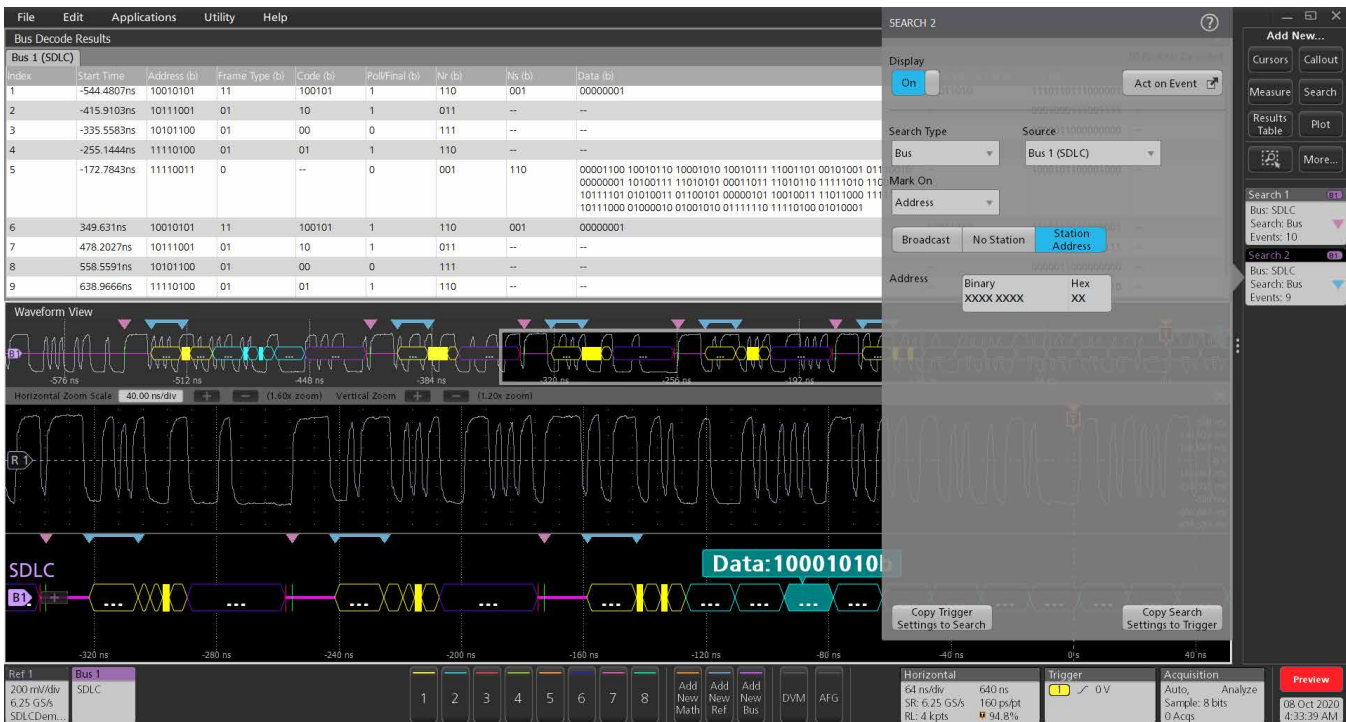 File Edit Applications Utility Help
Bus Decode Results
Bus 1 (SDLC)
Index Start Time Address (b) Frame Type (b) Code (b) Poll/Final (b) Nr (b) Ns (b) Data (b)
1 -544.4807ns 10010101 11 100101 1 110 001 00000001
2 -415.9103ns 10111001 01 10 1 011 -- --
3 -335.5583ns 10101100 01 00 0 111 -- --
4 -255.1444ns 11110100 01 01 1 110 -- --
5 -172.7843ns 11110011 0 -- 0 001 110 00001100 10010110 10001010 10010111 11001101 00101001 011
00000001 10100111 11010101 00011011 11010110 11111010 110
10111101 01010011 01100101 00000101 10010011 11011000 111
10111000 01000010 01001010 01111110 11110100 01010001
6 349.631ns 10010101 11 100101 1 110 001 00000001
7 478.2027ns 10111001 01 10 1 011 -- --
8 558.5591ns 10101100 01 00 0 111 -- --
9 638.9666ns 11110100 01 01 1 110 -- --
Waveform View
B1
-576 ns -512 ns -448 ns -384 ns -320 ns -256 ns -192 ns
Horizontal Zoom Scale 40.00 ns/div + − (1.60x zoom) Vertical Zoom + − (1.20x zoom)
R 1
SDLC
B1 +
Data:10001010b
... ... ... ... ... ... ... ...
-320 ns -280 ns -240 ns -200 ns -160 ns -120 ns -80 ns -40 ns 0 s 40 ns
SEARCH 2 ?
Display
On
Act on Event
Search Type Source
Bus Bus 1 (SDLC)
Mark On
Address
Broadcast No Station Station
Address
Address Binary Hex
XXXX XXXX XX
Copy Trigger
Settings to Search
Copy Search
Settings to Trigger
Add New...
Cursors Callout
Measure Search
Results
Table
Plot
More...
Search 1 B1
Bus: SDLC
Search: Bus
Events: 10
Search 2 B1
Bus: SDLC
Search: Bus
Events: 9
Ref 1
200 mV/div
6.25 GS/s
SDLCDem...
Bus 1
SDLC
1 2 3 4 5 6 7 8
Add
New
Math
Add
New
Ref
Add
New
Bus
DVM AFG
Horizontal
64 ns/div 640 ns
SR: 6.25 GS/s 160 ps/pt
RL: 4 kpts 94.8%
Trigger
1 0 V
Acquisition
Auto, Analyze
Sample: 8 bits
0 Acqs
Preview
08 Oct 2020
4:33:39 AM